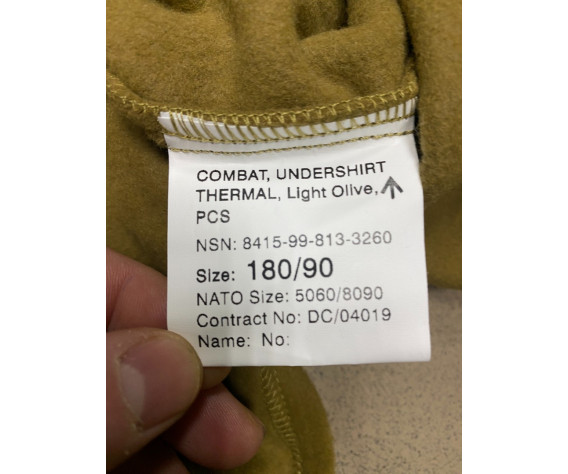 COMBAT, UNDERSHIRT
THERMAL, Light Olive,
PCS
NSN: 8415-99-813-3260
Size: 180/90
NATO Size: 5060/8090
Contract No: DC/04019
Name: No: